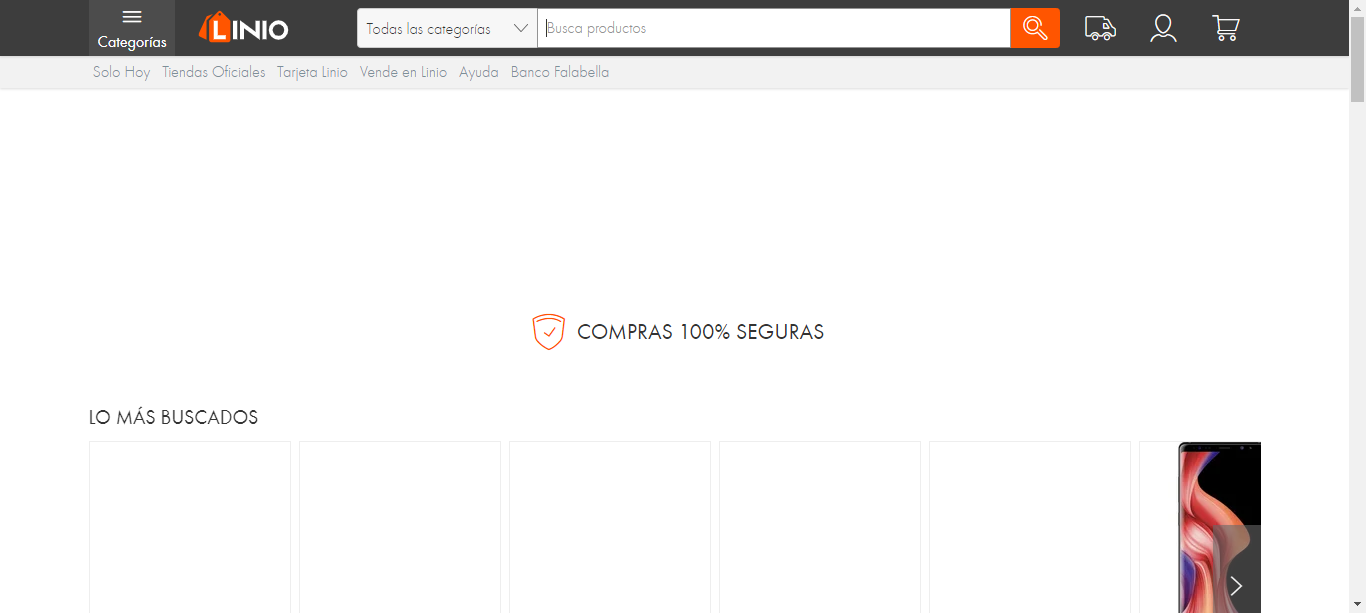 Categorías
LINIO
Todas las categorías
Busca productos
Solo Hoy Tiendas Oficiales Tarjeta Linio Vende en Linio Ayuda Banco Falabella
COMPRAS 100% SEGURAS
LO MÁS BUSCADOS